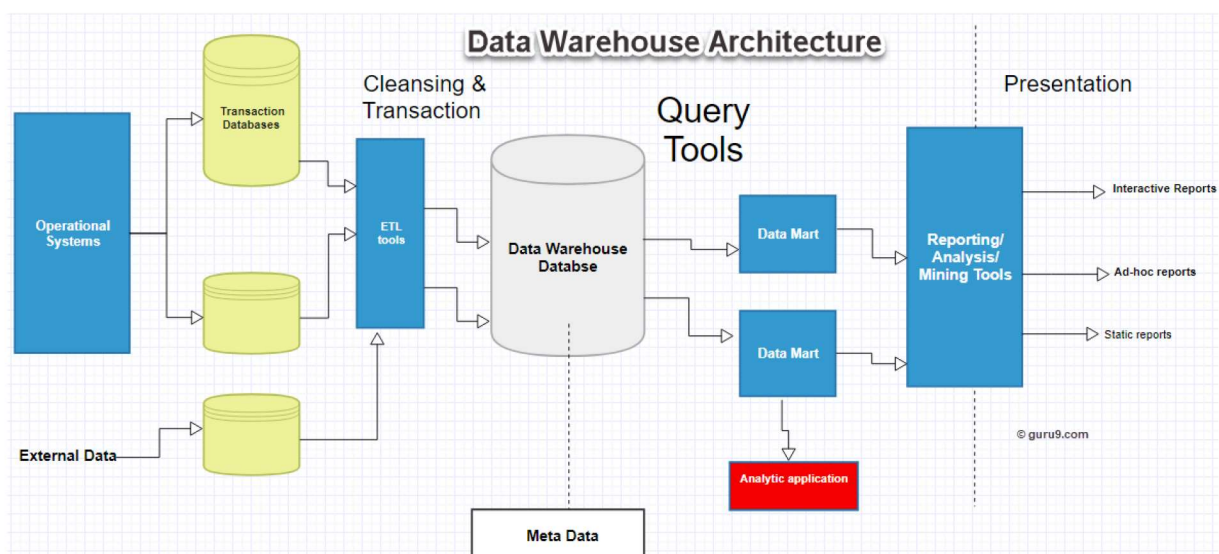 Data Warehouse Architecture
Cleansing &
Transaction
Query
Tools
Presentation
Transaction
Databases
Operational
Systems
ETL
tools
Data Warehouse
Databse
Data Mart
Data Mart
Reporting/
Analysis/
Mining Tools
Interactive Reports
Ad-hoc reports
Static reports
© guru9.com
External Data
Analytic application
Meta Data